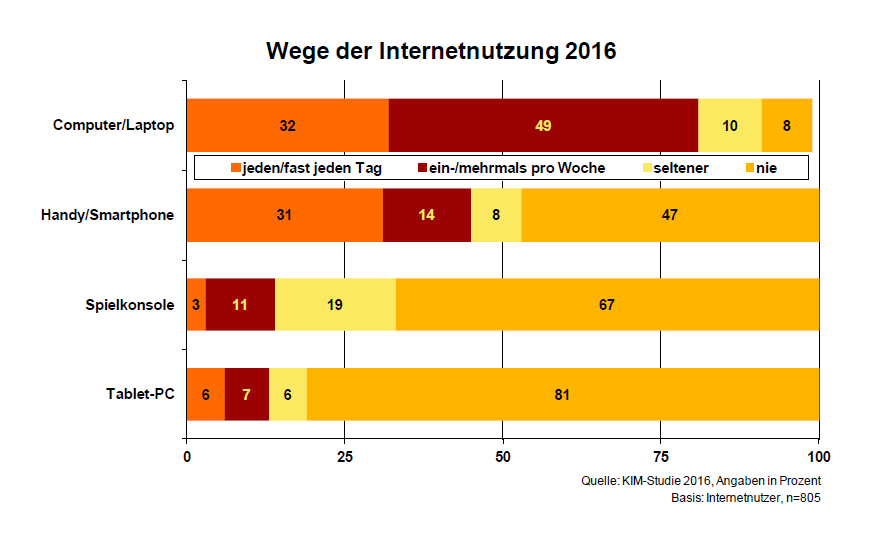 Wege der Internetnutzung 2016
Computer/Laptop 32 49 10 8
jeden/fast jeden Tag ein-/mehrmals pro Woche seltener nie
Handy/Smartphone 31 14 8 47
Spielkonsole 3 11 19 67
Tablet-PC 6 7 6 81
0 25 50 75 100
Quelle: KIM-Studie 2016, Angaben in Prozent
Basis: Internetnutzer, n=805